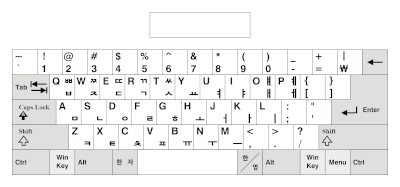 ~ ! @ # $ % ^ & * ( ) _ + |
` 1 2 3 4 5 6 7 8 9 0 - = ₩
Tab Q ㅃ W ㅉ E ㄸ R ㄲ T ㅆ Y U I O ㅒ P ㅖ { }
ㅂ ㅈ ㄷ ㄱ ㅅ ㅛ ㅕ ㅑ ㅐ ㅔ [ ]
Caps Lock A S D F G H J K L : " Enter
ㅁ ㄴ ㅇ ㄹ ㅎ ㅗ ㅓ ㅏ ㅣ ; '
Shift Z X C V B N M < > ? Shift
ㅋ ㅌ ㅊ ㅍ ㅠ ㅜ ㅡ , . /
Ctrl Win Key Alt 한 자 한/영 Alt Win Key Menu Ctrl